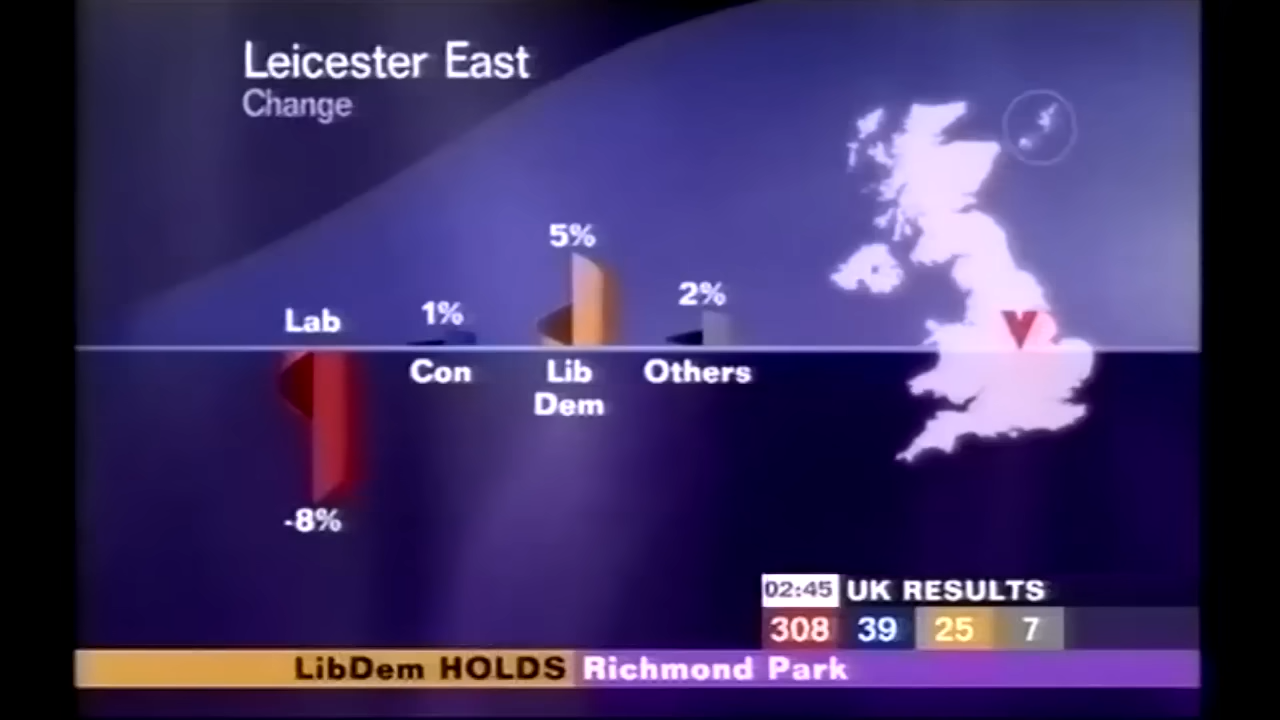 Leicester East
Change
5%
2%
1%
Lab
Con
Lib
Dem
Others
-8%
02:45 UK RESULTS
308 39 25 7
LibDem HOLDS Richmond Park